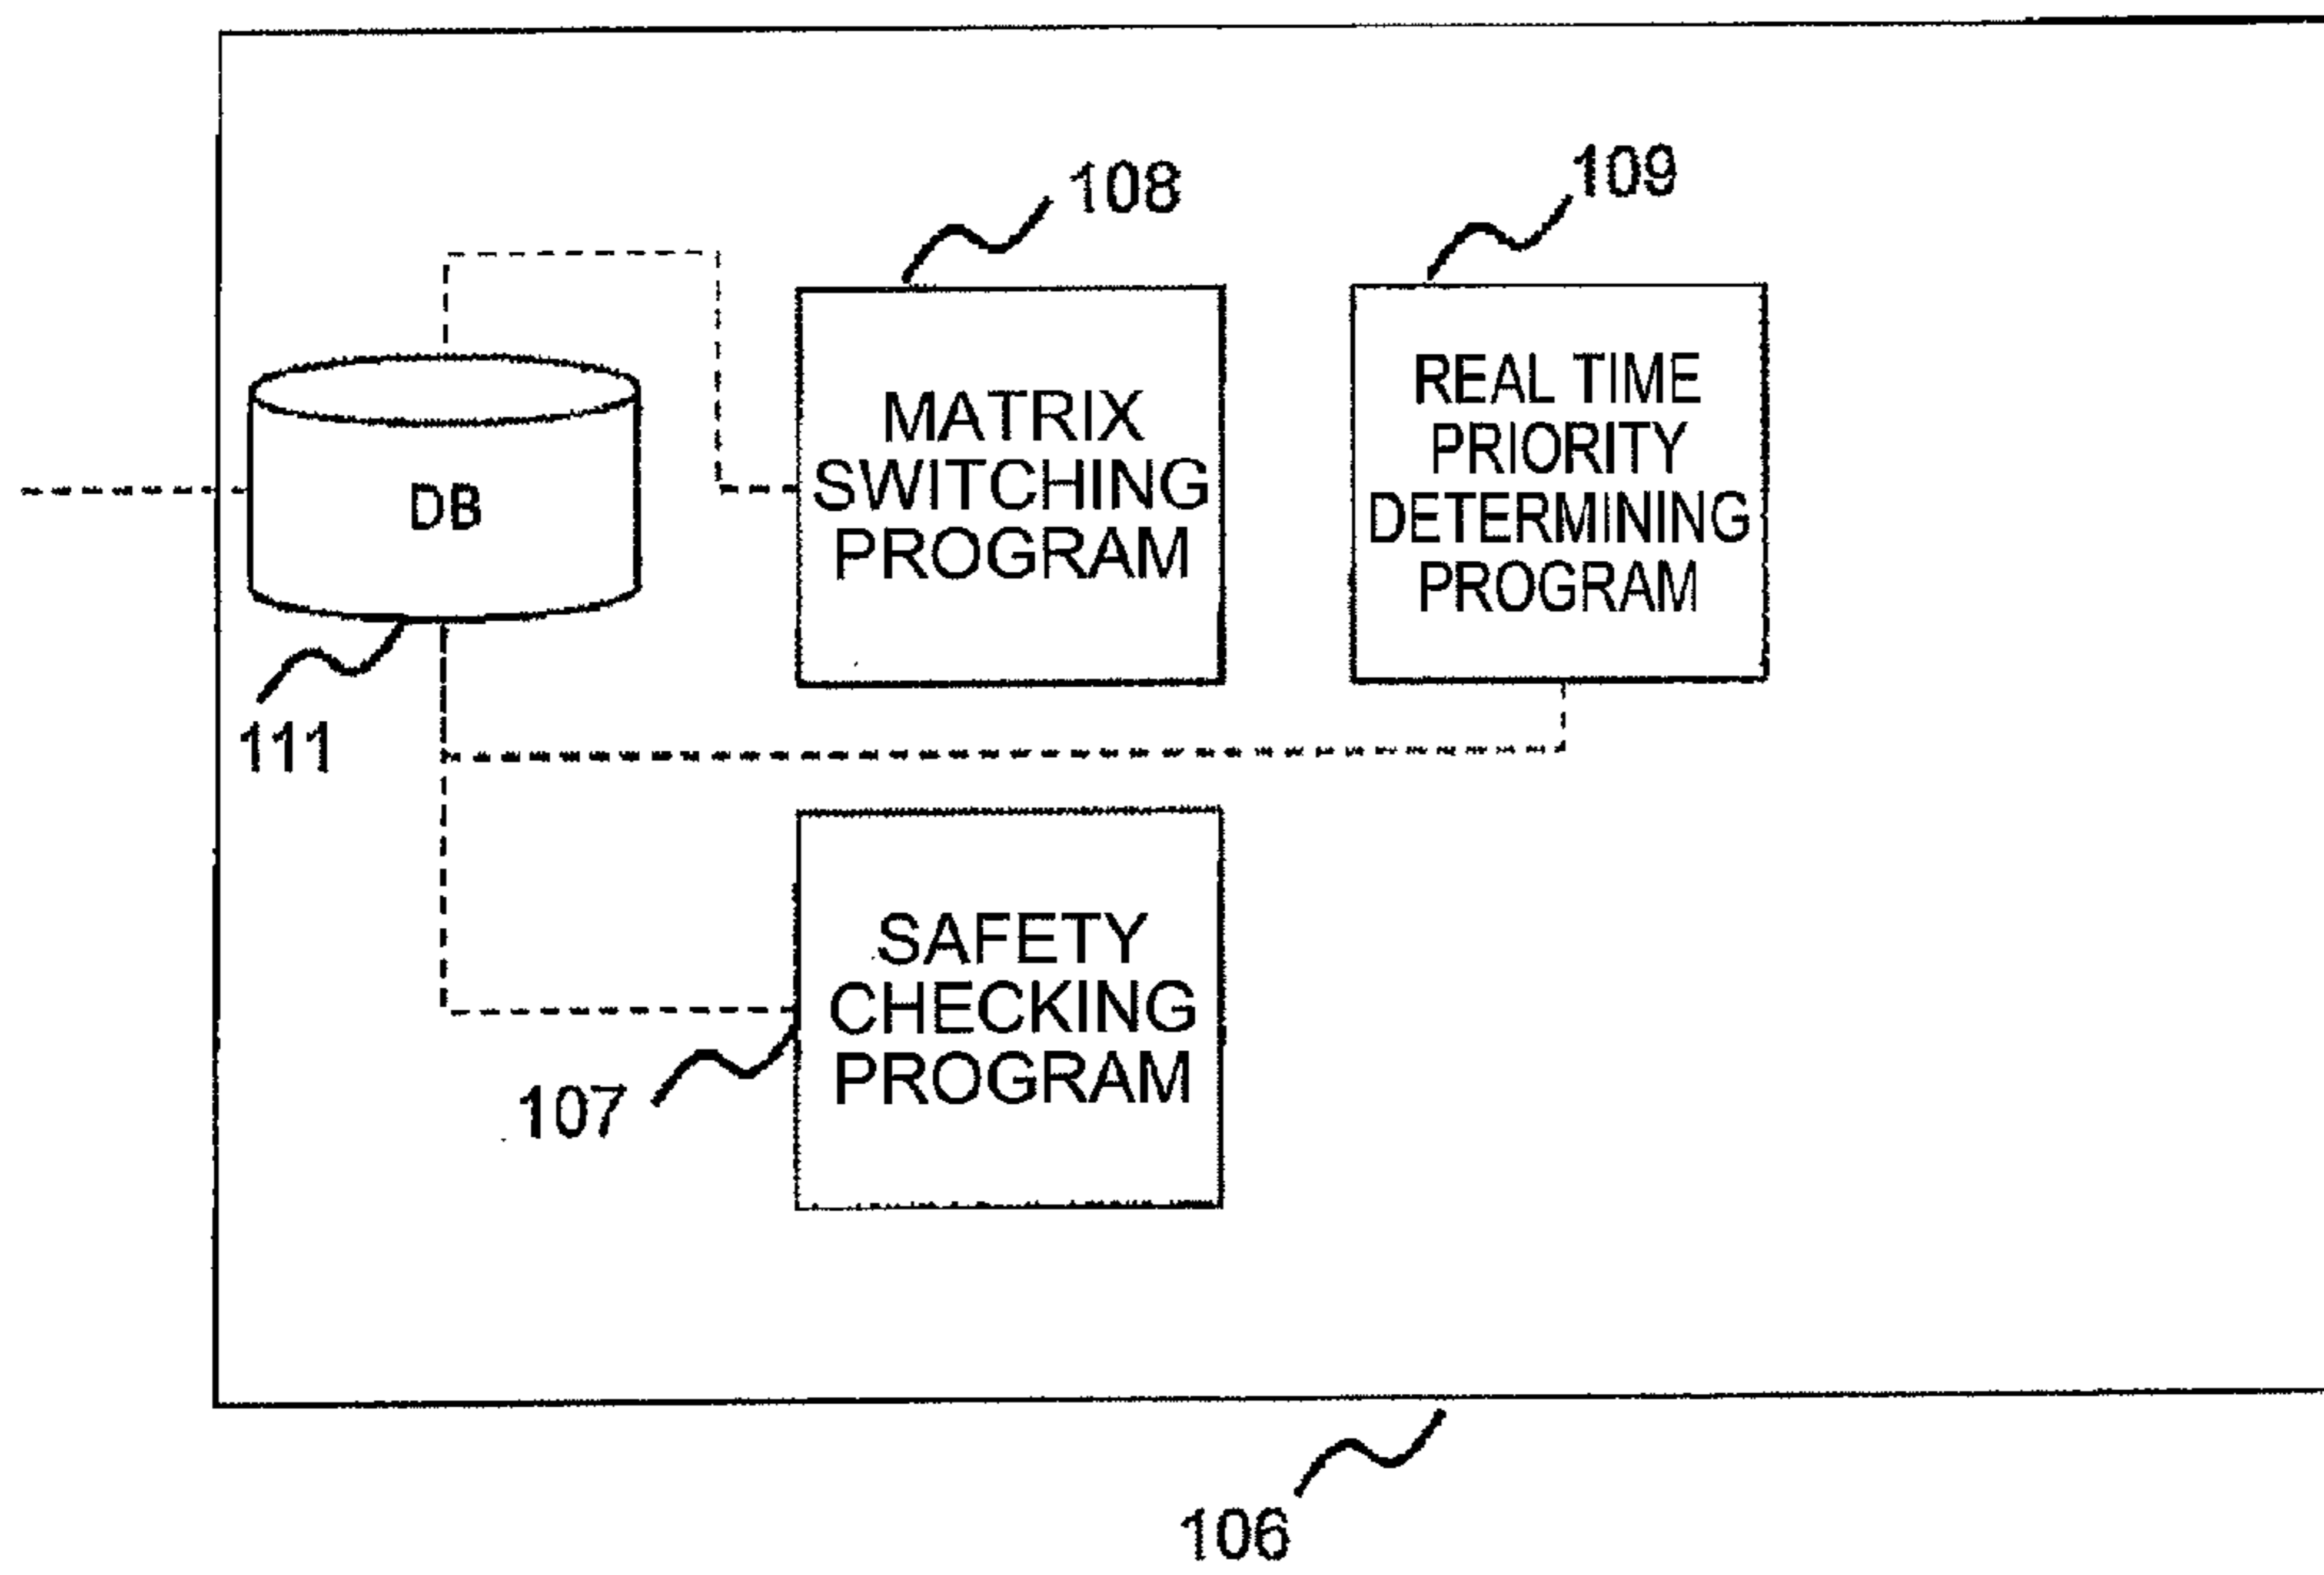 108
109
DB
MATRIX
SWITCHING
PROGRAM
REAL TIME
PRIORITY
DETERMINING
PROGRAM
111
SAFETY
CHECKING
PROGRAM
107
106